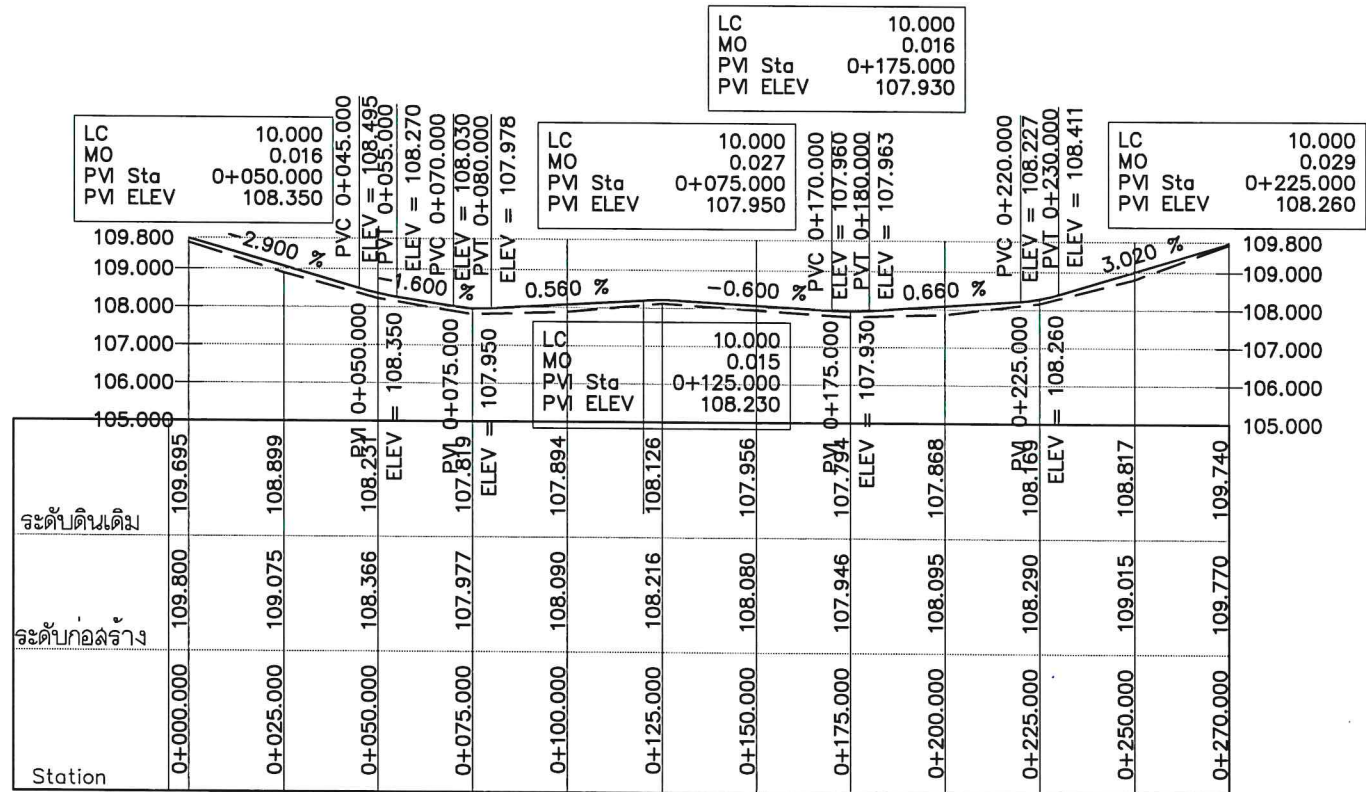 LC 10.000
MO 0.016
PVI Sta 0+175.000
PVI ELEV 107.930
LC 10.000
MO 0.016
PVI Sta 0+050.000
PVI ELEV 108.350
PVC 0+045.000
ELEV = 108.495
PVT 0+055.000
ELEV = 108.270
PVC 0+070.000
ELEV = 108.030
PVT 0+080.000
ELEV = 107.978
LC 10.000
MO 0.027
PVI Sta 0+075.000
PVI ELEV 107.950
PVC 0+170.000
ELEV = 107.960
PVT 0+180.000
ELEV = 107.963
PVC 0+220.000
ELEV = 108.227
PVT 0+230.000
ELEV = 108.411
LC 10.000
MO 0.029
PVI Sta 0+225.000
PVI ELEV 108.260
109.800
109.000
108.000
107.000
106.000
105.000
-2.900 %
-1.600 %
0.560 %
-0.600 %
0.660 %
3.020 %
109.800
109.000
108.000
107.000
106.000
105.000
PVI 0+050.000
ELEV = 108.350
PVI 0+075.000
ELEV = 107.950
LC 10.000
MO 0.015
PVI Sta 0+125.000
PVI ELEV 108.230
PVI 0+175.000
ELEV = 107.930
PVI 0+225.000
ELEV = 108.260
ระดับดินเดิม 109.695 108.899 108.231 107.819 107.894 108.126 107.956 107.794 107.868 108.169 108.817 109.740
ระดับก่อสร้าง 109.800 109.075 108.366 107.977 108.090 108.216 108.080 107.946 108.095 108.290 109.015 109.770
Station 0+000.000 0+025.000 0+050.000 0+075.000 0+100.000 0+125.000 0+150.000 0+175.000 0+200.000 0+225.000 0+250.000 0+270.000